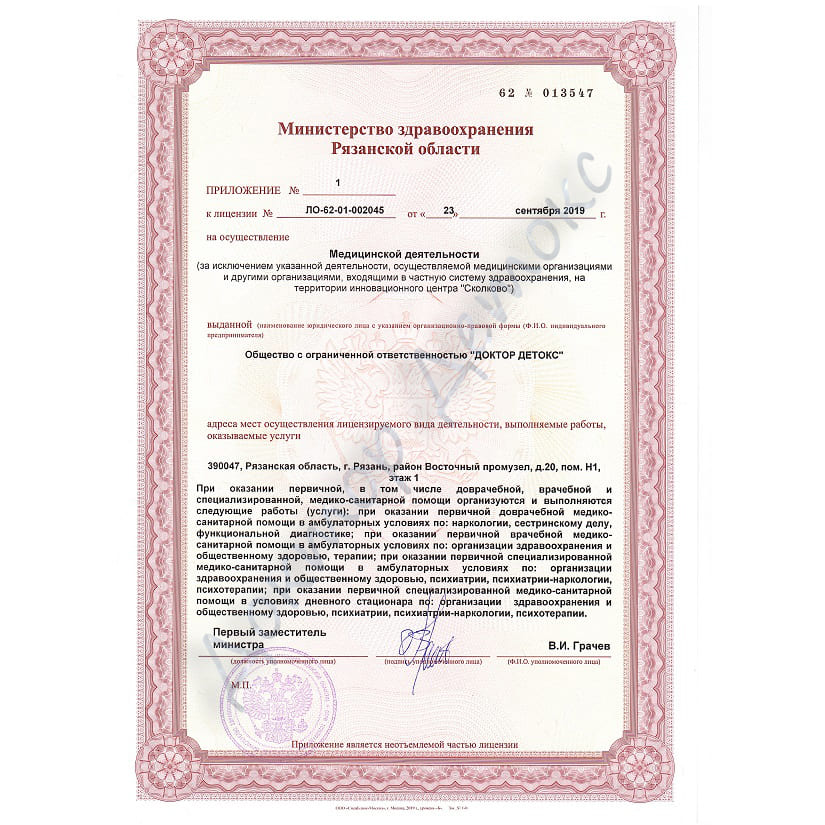 62 № 013547
Министерство здравоохранения
Рязанской области
ПРИЛОЖЕНИЕ № 1
к лицензии № ЛО-62-01-002045 от « 23 » сентября 2019 г.
на осуществление
Медицинской деятельности
(за исключением указанной деятельности, осуществляемой медицинскими организациями
и другими организациями, входящими в частную систему здравоохранения, на
территории инновационного центра "Сколково")
выданной (наименование юридического лица с указанием организационно-правовой формы (Ф.И.О. индивидуального
предпринимателя)
Общество с ограниченной ответственностью "ДОКТОР ДЕТОКС"
адреса мест осуществления лицензируемого вида деятельности, выполняемые работы,
оказываемые услуги
390047, Рязанская область, г. Рязань, район Восточный промузел, д.20, пом. Н1,
этаж 1
При оказании первичной, в том числе доврачебной, врачебной и
специализированной, медико-санитарной помощи организуются и выполняются
следующие работы (услуги): при оказании первичной доврачебной медико-
санитарной помощи в амбулаторных условиях по: наркологии, сестринскому делу,
функциональной диагностике; при оказании первичной врачебной медико-
санитарной помощи в амбулаторных условиях по: организации здравоохранения и
общественному здоровью, терапии; при оказании первичной специализированной
медико-санитарной помощи в амбулаторных условиях по: организации
здравоохранения и общественному здоровью, психиатрии, психиатрии-наркологии,
психотерапии; при оказании первичной специализированной медико-санитарной
помощи в условиях дневного стационара по: организации здравоохранения и
общественному здоровью, психиатрии, психиатрии-наркологии, психотерапии.
Первый заместитель
министра
В.И. Грачев
(должность уполномоченного лица) (подпись уполномоченного лица) (Ф.И.О. уполномоченного лица)
М.П.
Приложение является неотъемлемой частью лицензии
Доктор Детокс